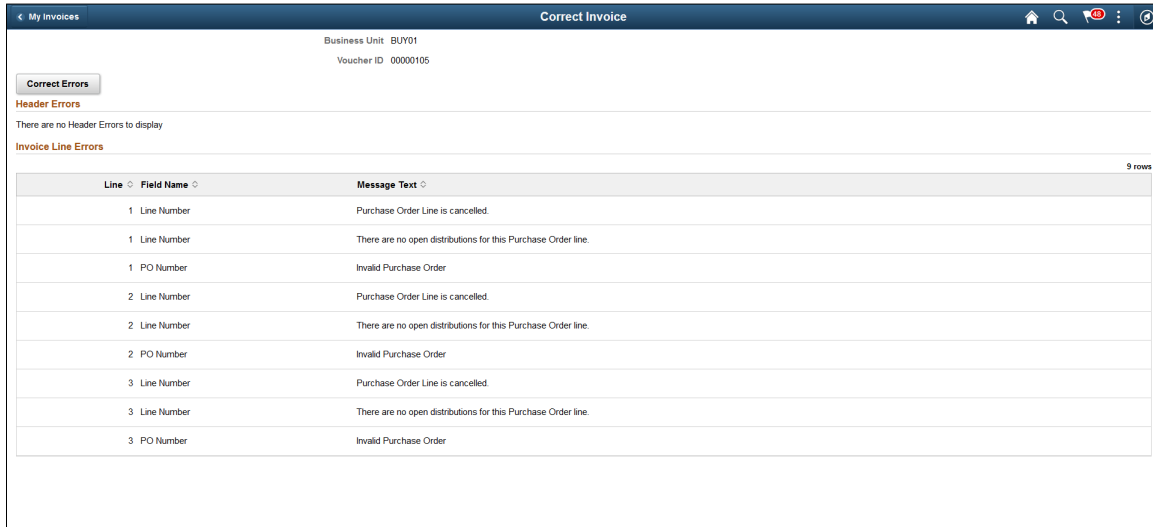 My Invoices Correct Invoice 48
Business Unit BUY01
Voucher ID 00000105
Correct Errors
Header Errors
There are no Header Errors to display
Invoice Line Errors
9 rows
Line Field Name Message Text
1 Line Number Purchase Order Line is cancelled.
1 Line Number There are no open distributions for this Purchase Order line.
1 PO Number Invalid Purchase Order
2 Line Number Purchase Order Line is cancelled.
2 Line Number There are no open distributions for this Purchase Order line.
2 PO Number Invalid Purchase Order
3 Line Number Purchase Order Line is cancelled.
3 Line Number There are no open distributions for this Purchase Order line.
3 PO Number Invalid Purchase Order